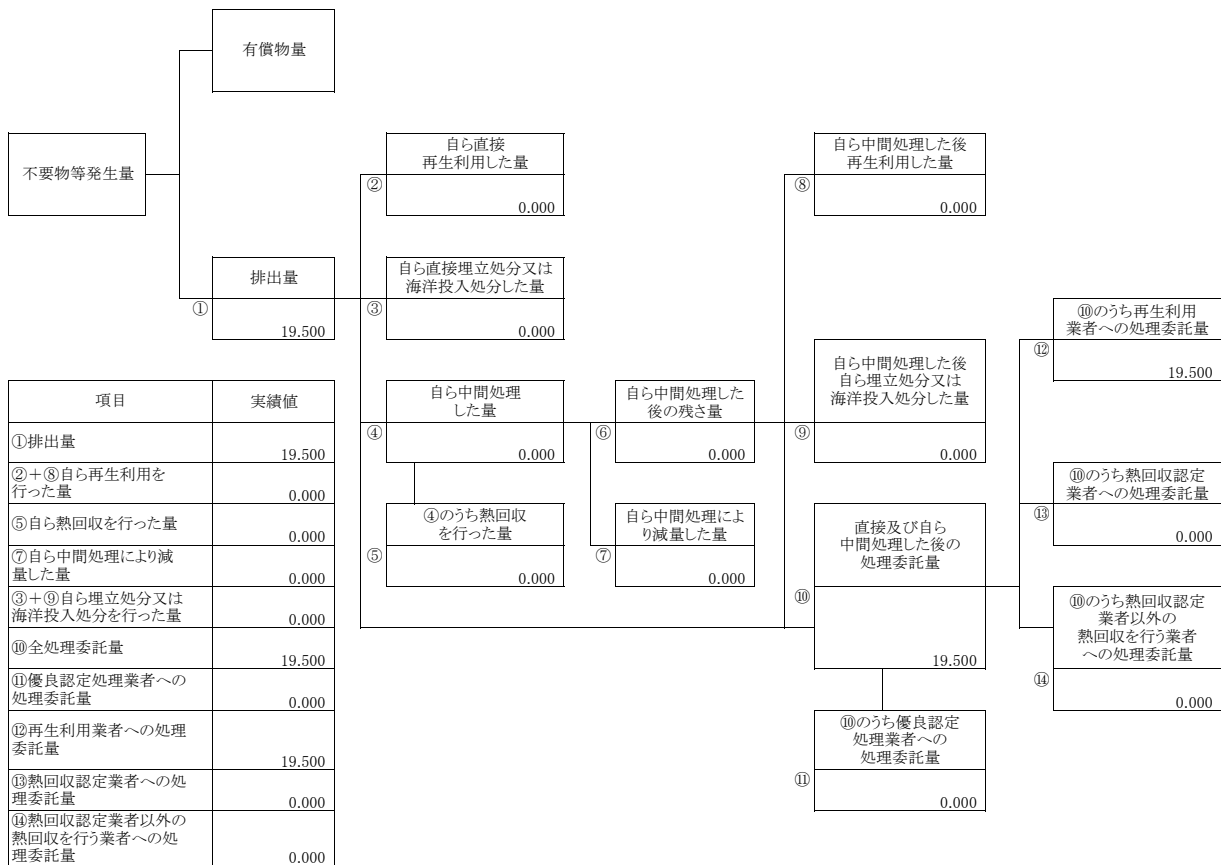 有償物量
不要物等発生量
自ら直接
再生利用した量
②
0.000
自ら中間処理した後
再生利用した量
⑧
0.000
排出量
①
19.500
自ら直接埋立処分又は
海洋投入処分した量
③
0.000
⑩のうち再生利用
業者への処理委託量
⑫
19.500
自ら中間処理
した量
④
0.000
自ら中間処理した
後の残さ量
⑥
0.000
自ら中間処理した後
自ら埋立処分又は
海洋投入処分した量
⑨
0.000
④のうち熱回収
を行った量
⑤
0.000
自ら中間処理によ
り減量した量
⑦
0.000
直接及び自ら
中間処理した後の
処理委託量
⑩
19.500
⑩のうち熱回収認定
業者への処理委託量
⑬
0.000
⑩のうち熱回収認定
業者以外の
熱回収を行う業者
への処理委託量
⑭
0.000
⑩のうち優良認定
処理業者への
処理委託量
⑪
0.000
項目 実績値
①排出量
19.500
②+⑧自ら再生利用を
行った量 0.000
⑤自ら熱回収を行った量
0.000
⑦自ら中間処理により減
量した量 0.000
③+⑨自ら埋立処分又は
海洋投入処分を行った量 0.000
⑩全処理委託量
19.500
⑪優良認定処理業者への
処理委託量 0.000
⑫再生利用業者への処理
委託量 19.500
⑬熱回収認定業者への処
理委託量 0.000
⑭熱回収認定業者以外の
熱回収を行う業者への処
理委託量 0.000